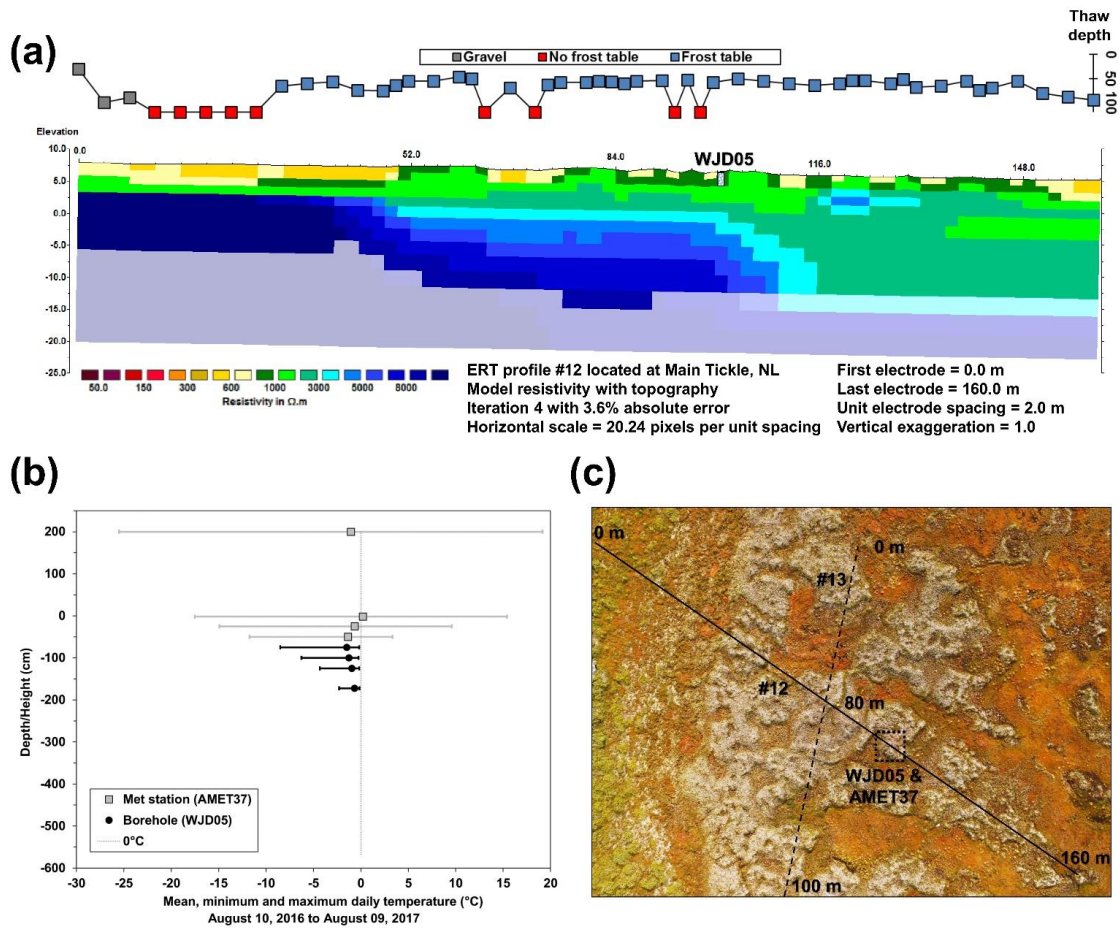 (a)
Gravel No frost table Frost table
Thaw
depth
0
50
100
Elevation
10.0
5.0
0.0
-5.0
-10.0
-15.0
-20.0
-25.0
0.0 52.0 84.0 WJD05 116.0 148.0
50.0 150 300 600 1000 3000 5000 8000
Resistivity in Ω.m
ERT profile #12 located at Main Tickle, NL
Model resistivity with topography
Iteration 4 with 3.6% absolute error
Horizontal scale = 20.24 pixels per unit spacing
First electrode = 0.0 m
Last electrode = 160.0 m
Unit electrode spacing = 2.0 m
Vertical exaggeration = 1.0
(b)
Depth/Height (cm)
200
100
0
-100
-200
-300
-400
-500
-600
Met station (AMET37)
Borehole (WJD05)
0°C
-30 -25 -20 -15 -10 -5 0 5 10 15 20
Mean, minimum and maximum daily temperature (°C)
August 10, 2016 to August 09, 2017
(c)
0 m
0 m
#13
#12
80 m
WJD05 &
AMET37
160 m
100 m